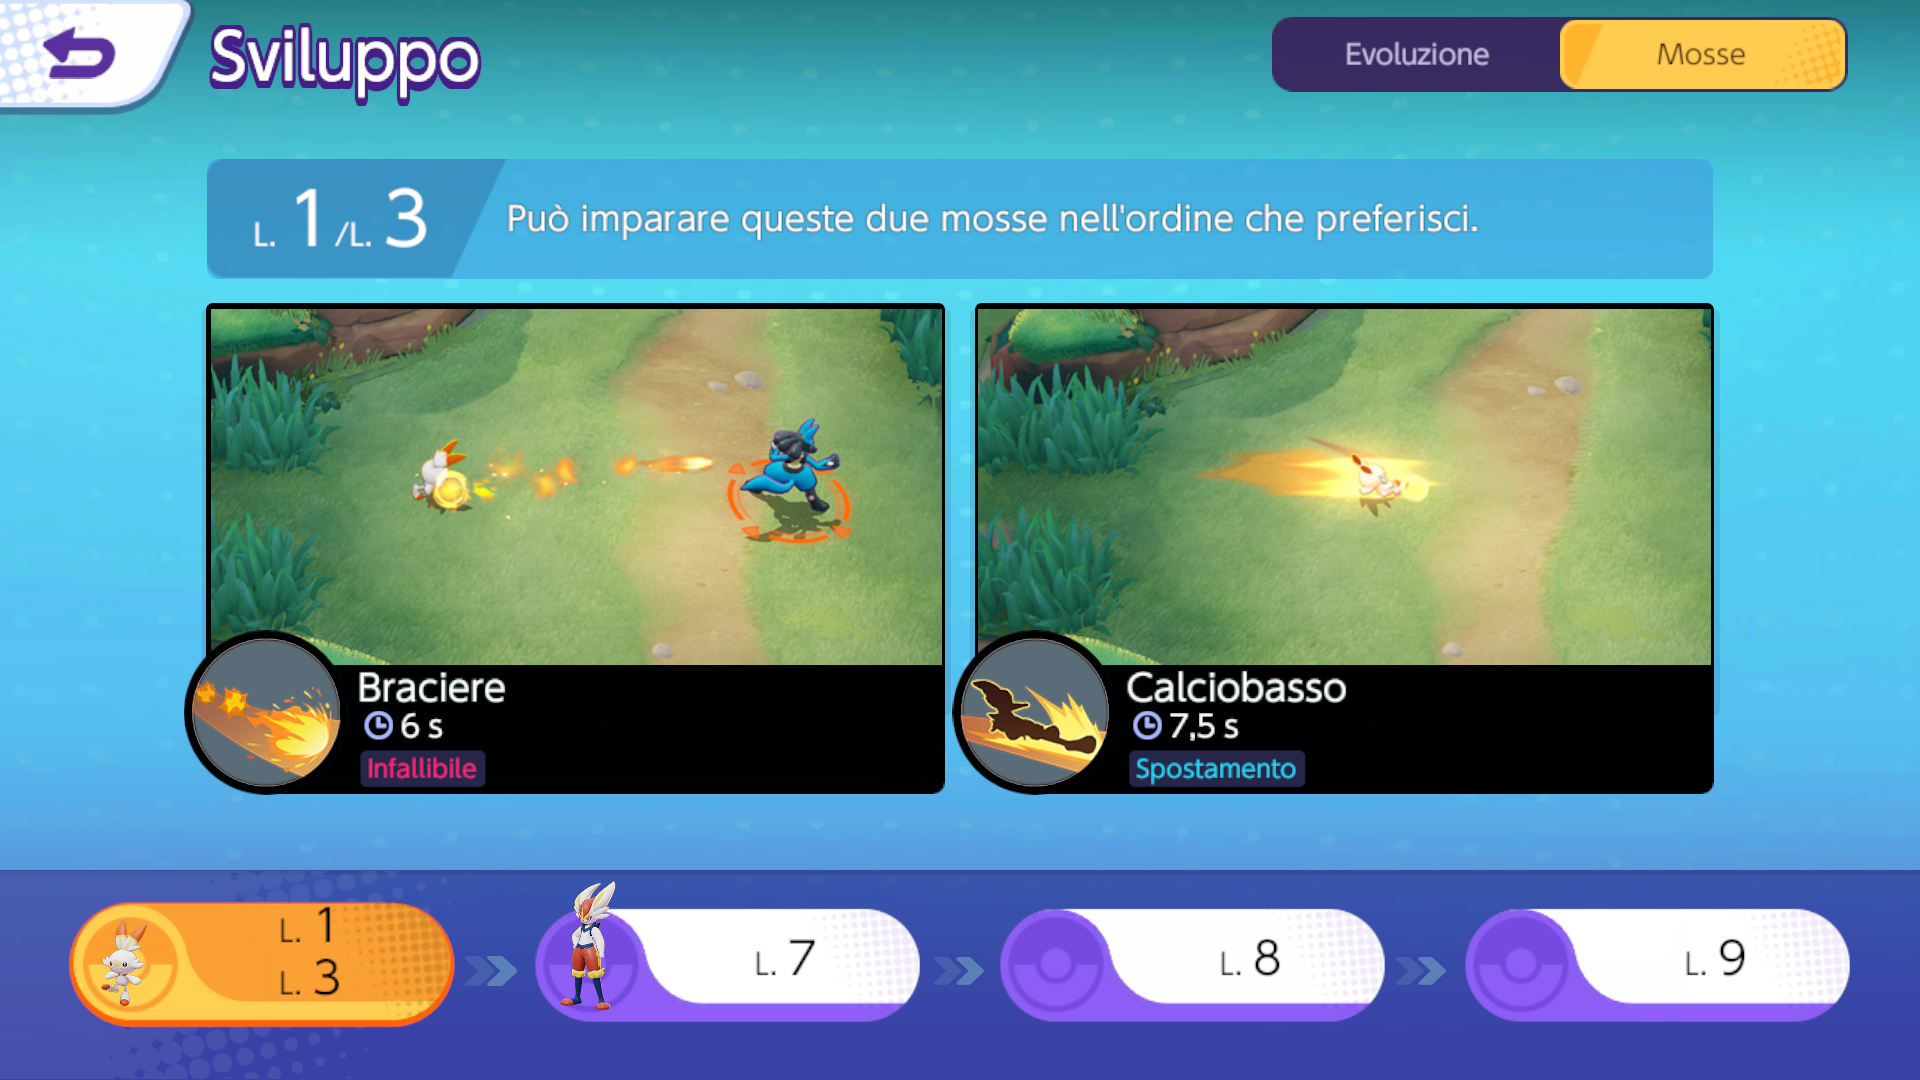 Sviluppo
Evoluzione
Mosse
L. 1/L. 3
Può imparare queste due mosse nell'ordine che preferisci.
Braciere
6 s
Infallibile
Calciobasso
7,5 s
Spostamento
L. 1
L. 3
L. 7
L. 8
L. 9